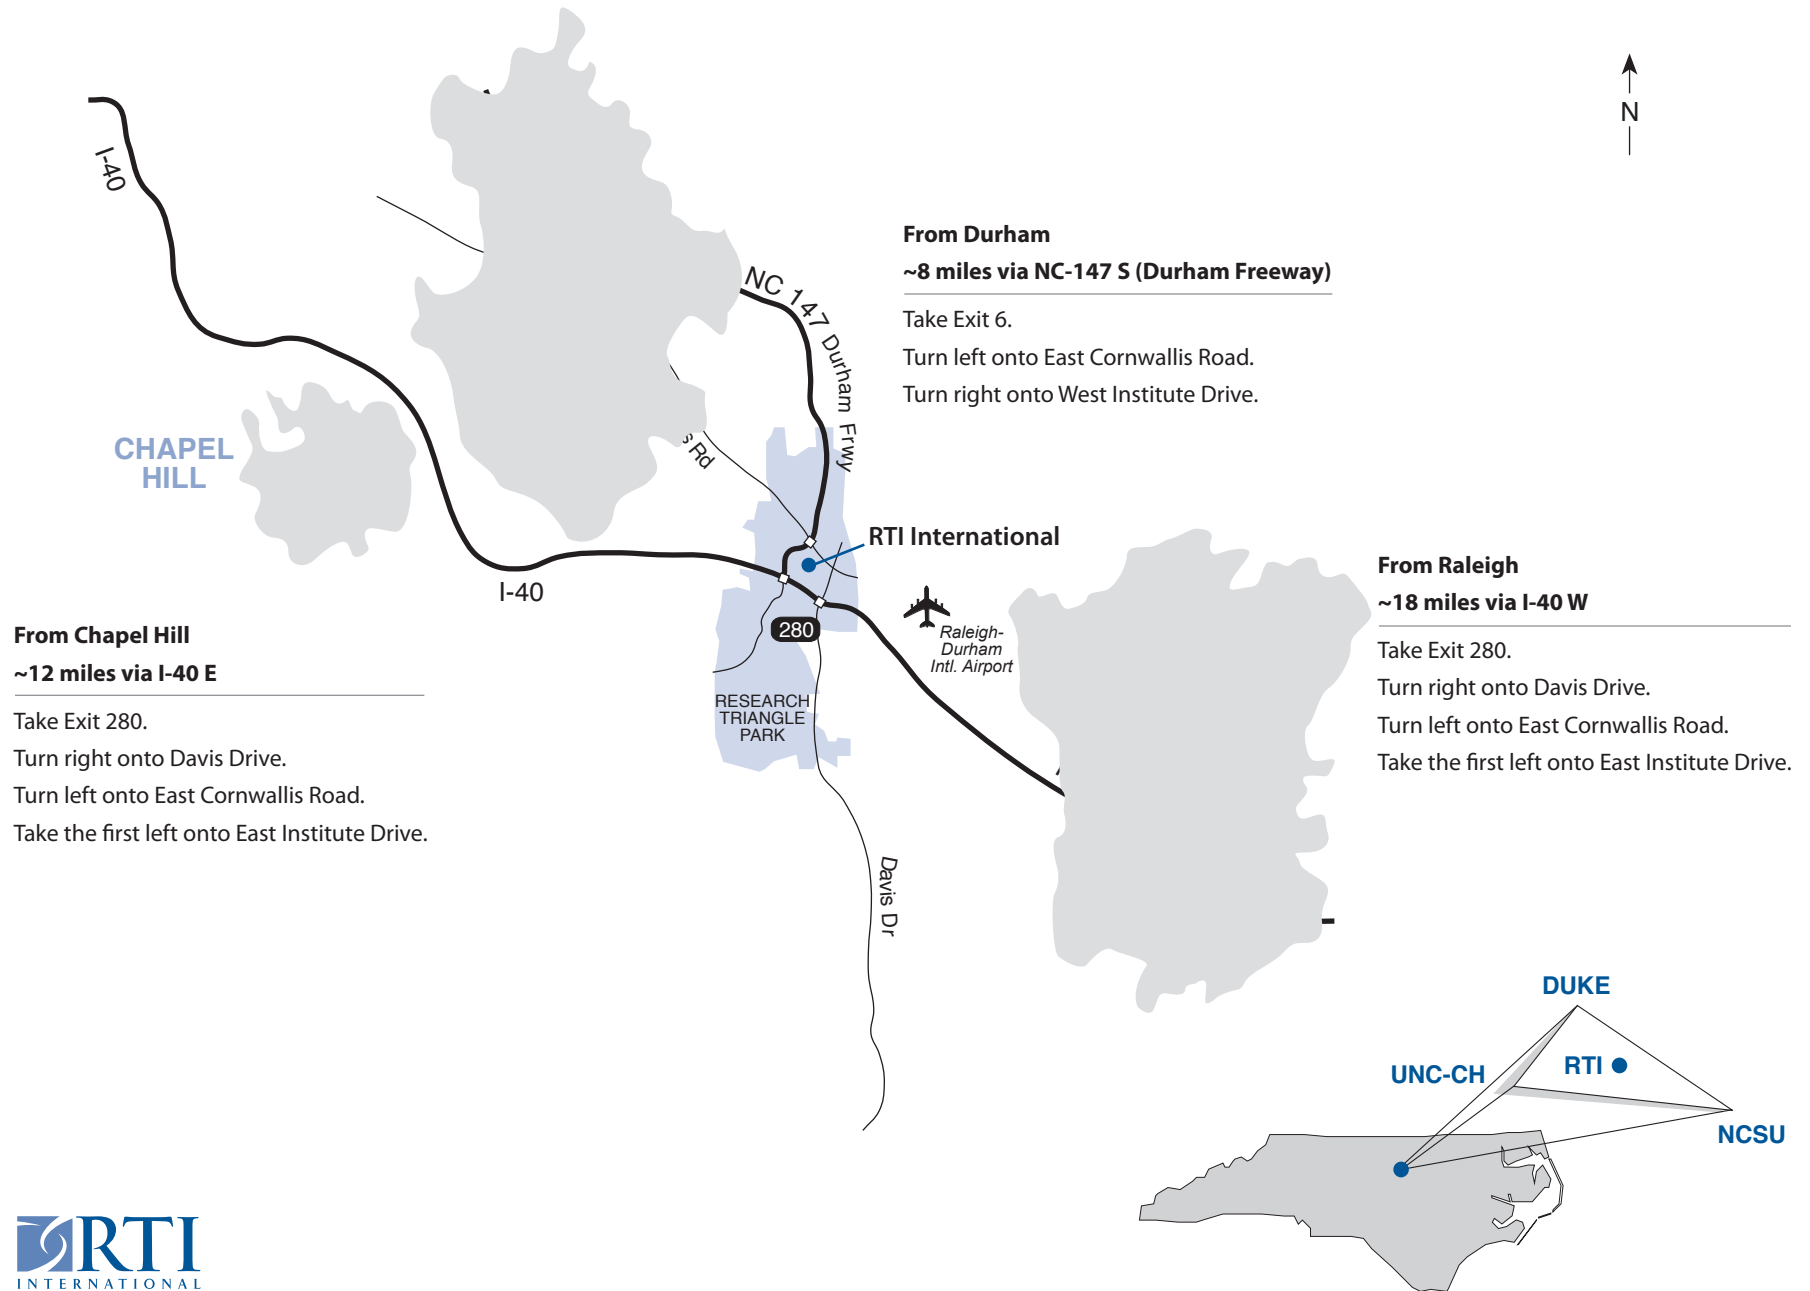 I-40
N
From Durham
~8 miles via NC-147 S (Durham Freeway)
Take Exit 6.
Turn left onto East Cornwallis Road.
Turn right onto West Institute Drive.
NC 147 Durham Frwy
CHAPEL
HILL
Rd
RTI International
I-40
280
Raleigh-
Durham
Intl. Airport
From Raleigh
~18 miles via I-40 W
Take Exit 280.
Turn right onto Davis Drive.
Turn left onto East Cornwallis Road.
Take the first left onto East Institute Drive.
From Chapel Hill
~12 miles via I-40 E
Take Exit 280.
Turn right onto Davis Drive.
Turn left onto East Cornwallis Road.
Take the first left onto East Institute Drive.
RESEARCH
TRIANGLE
PARK
Davis Dr
DUKE
UNC-CH
RTI
NCSU
RTI
INTERNATIONAL